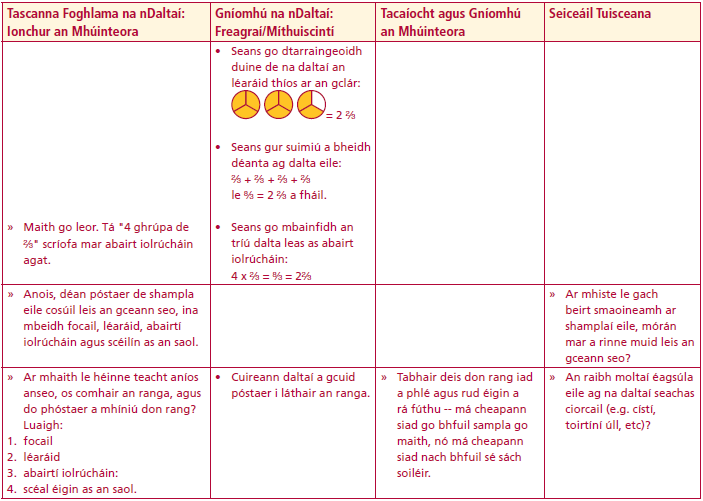 Tascanna Foghlama na nDaltaí:
Ionchur an Mhúinteora
Gníomhú na nDaltaí:
Freagraí/Míthuiscintí
Tacaíocht agus Gníomhú
an Mhúinteora
Seiceáil Tuisceana
• Seans go dtarraingeoidh
duine de na daltaí an
léaráid thíos ar an gclár:
= 2 ⅔
• Seans gur suimiú a bheidh
déanta ag dalta eile:
⅔ + ⅔ + ⅔ + ⅔
le 8⁄3 = 2 ⅔ a fháil.
» Maith go leor. Tá "4 ghrúpa de
⅔" scríofa mar abairt iolrúcháin
agat.
• Seans go mbainfidh an
tríú dalta leas as abairt
iolrúcháin:
4 x ⅔ = 8⁄3 = 2⅔
» Anois, déan póstaer de shampla
eile cosúil leis an gceann seo, ina
mbeidh focail, léaráid, abairtí
iolrúcháin agus scéilín as an saol.
» Ar mhiste le gach
beirt smaoineamh ar
shamplaí eile, mórán
mar a rinne muid leis an
gceann seo?
» Ar mhaith le héinne teacht aníos
anseo, os comhair an ranga, agus
do phóstaer a mhíniú don rang?
Luaigh:
1. focail
2. léaráid
3. abairtí iolrúcháin:
4. scéal éigin as an saol.
• Cuireann daltaí a gcuid
póstaer i láthair an ranga.
» Tabhair deis don rang iad
a phlé agus rud éigin a
rá fúthu -- má cheapann
siad go bhfuil sampla go
maith, nó má cheapann
siad nach bhfuil sé sách
soiléir.
» An raibh moltaí éagsúla
eile ag na daltaí seachas
ciorcail (e.g. cístí,
toirtíní úll, etc)?